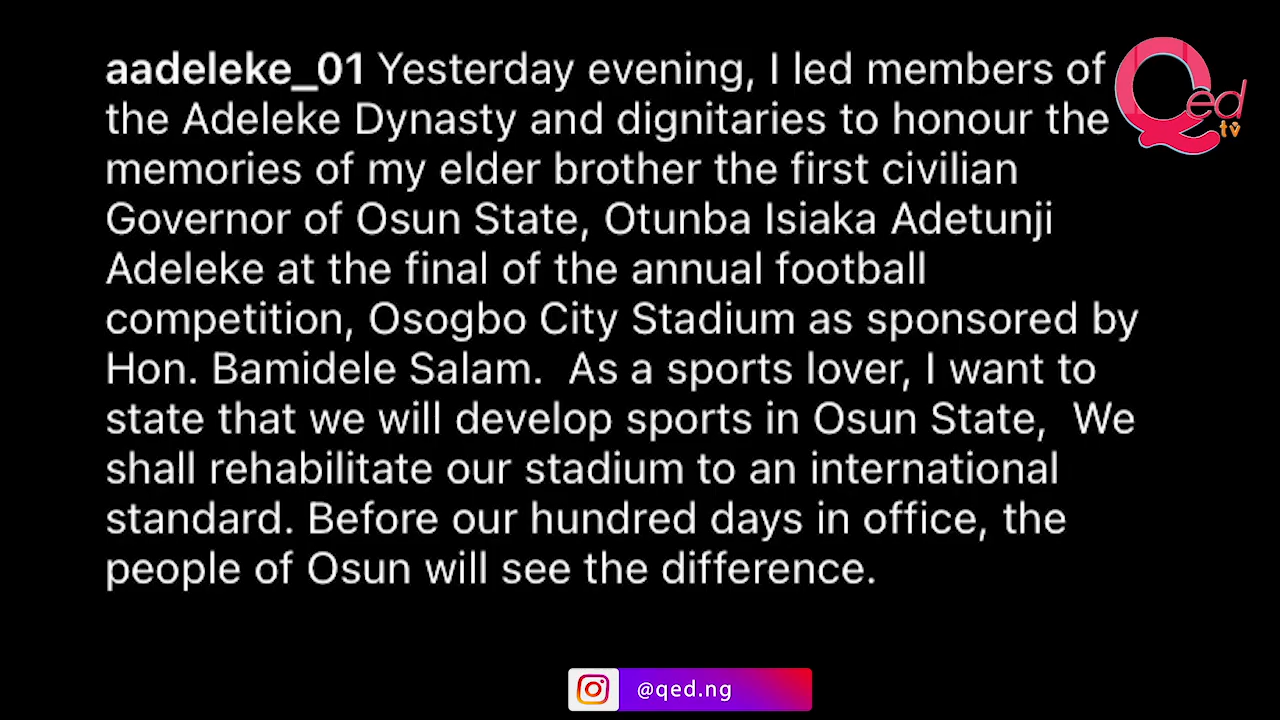 aadeleke_01 Yesterday evening, I led members of
the Adeleke Dynasty and dignitaries to honour the
memories of my elder brother the first civilian
Governor of Osun State, Otunba Isiaka Adetunji
Adeleke at the final of the annual football
competition, Osogbo City Stadium as sponsored by
Hon. Bamidele Salam.  As a sports lover, I want to
state that we will develop sports in Osun State,  We
shall rehabilitate our stadium to an international
standard. Before our hundred days in office, the
people of Osun will see the difference.
Qed
tv
@qed.ng